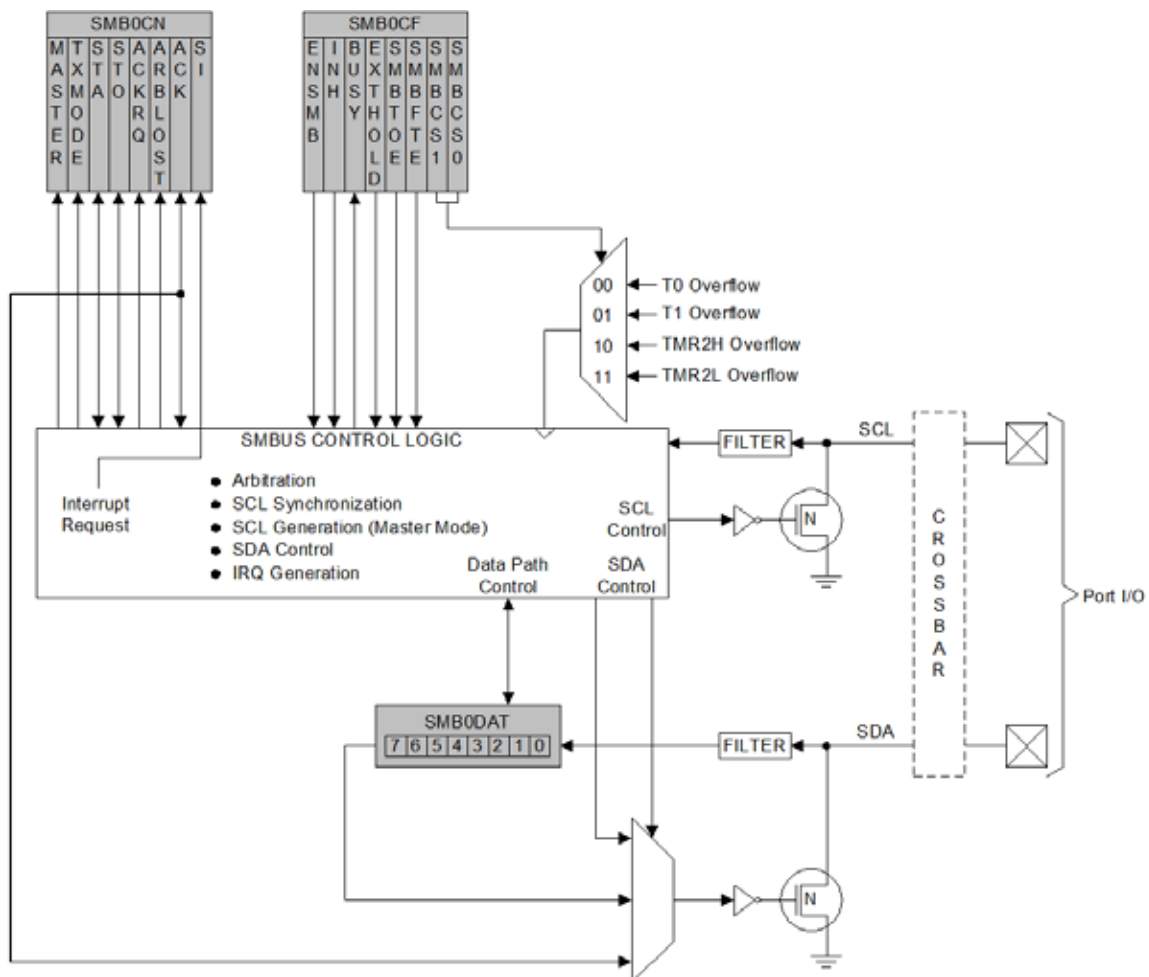 SMB0CN
MASTER
TXMODE
STA
STO
ACKRQ
ARBLOST
ACK
SI
SMB0CF
ENSMB
INH
BUSY
EXTHOLD
SMBTOE
SMBFTE
SMBCS1
SMBCS0
00
T0 Overflow
01
T1 Overflow
10
TMR2H Overflow
11
TMR2L Overflow
SMBUS CONTROL LOGIC
Interrupt
Request
● Arbitration
● SCL Synchronization
● SCL Generation (Master Mode)
● SDA Control
● IRQ Generation
Data Path
Control
SCL
Control
SDA
Control
FILTER
SCL
N
CROSSBAR
Port I/O
SMB0DAT
7 6 5 4 3 2 1 0
FILTER
SDA
N